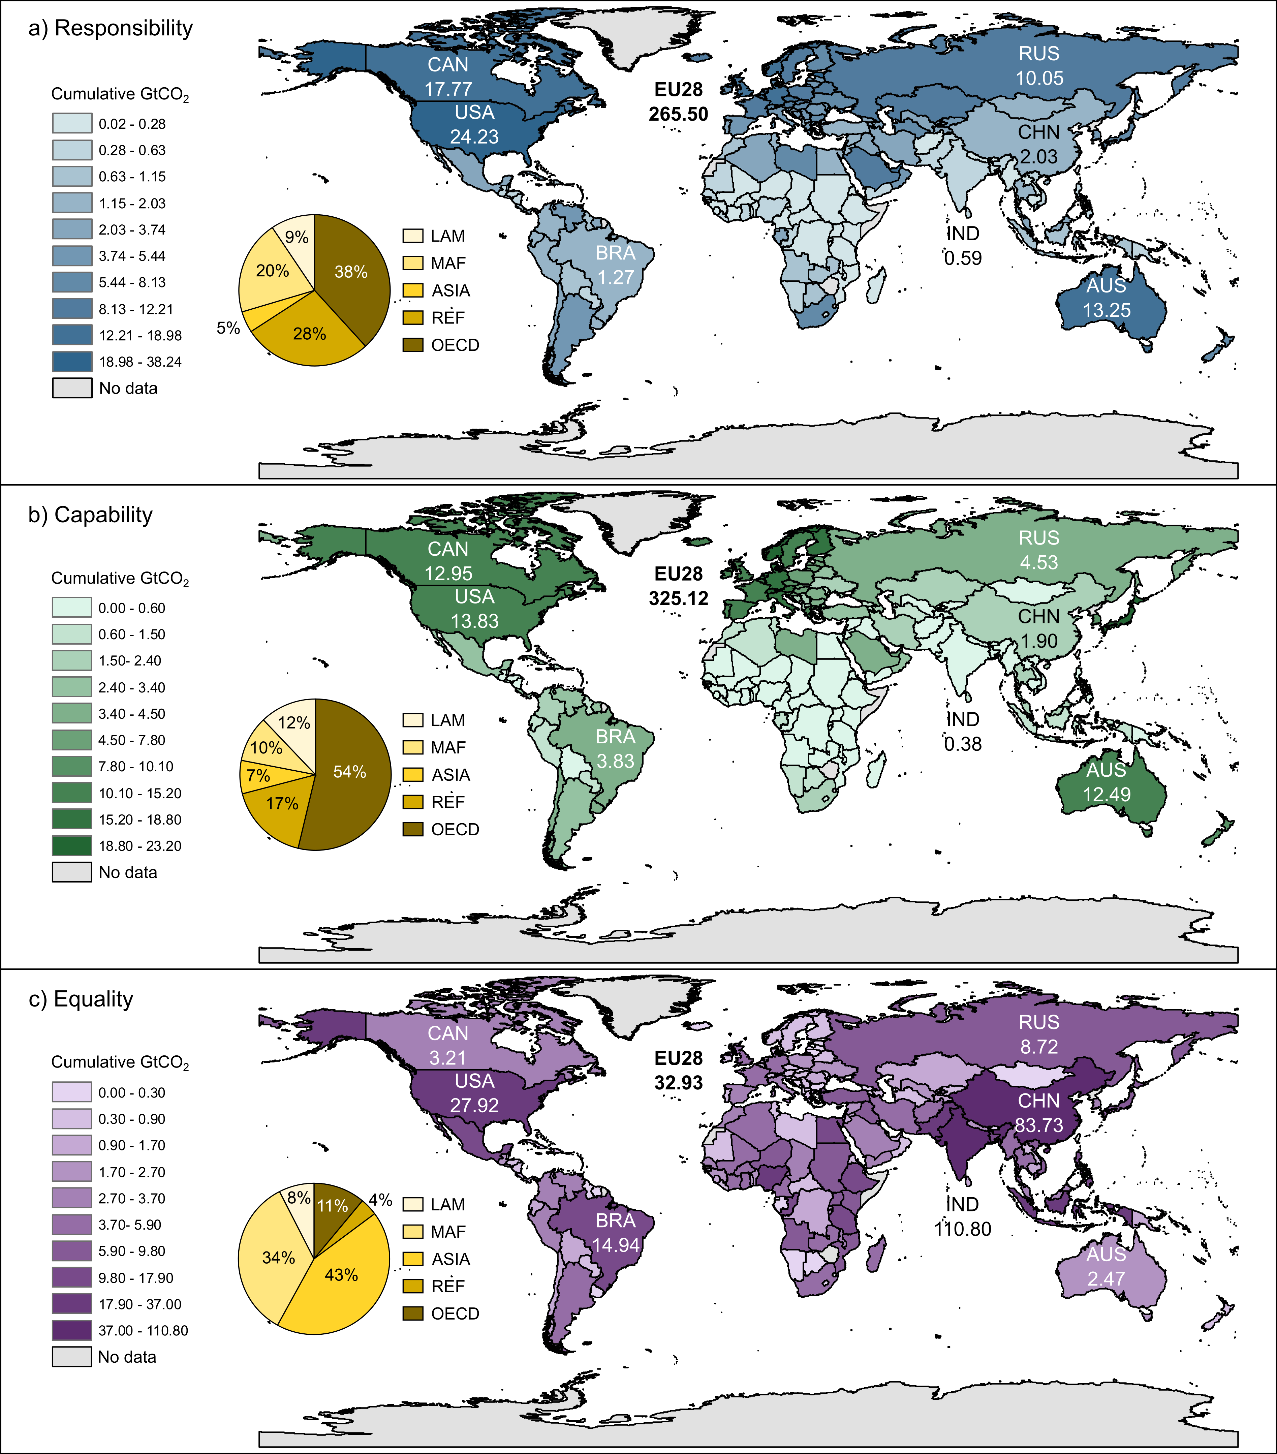 a) Responsibility
Cumulative GtCO₂
0.02 - 0.28
0.28 - 0.63
0.63 - 1.15
1.15 - 2.03
2.03 - 3.74
3.74 - 5.44
5.44 - 8.13
8.13 - 12.21
12.21 - 18.98
18.98 - 38.24
No data
CAN
17.77
USA
24.23
EU28
265.50
RUS
10.05
CHN
2.03
IND
0.59
BRA
1.27
AUS
13.25
9%
20%
5%
28%
38%
LAM
MAF
ASIA
REF
OECD
b) Capability
Cumulative GtCO₂
0.00 - 0.60
0.60 - 1.50
1.50- 2.40
2.40 - 3.40
3.40 - 4.50
4.50 - 7.80
7.80 - 10.10
10.10 - 15.20
15.20 - 18.80
18.80 - 23.20
No data
CAN
12.95
USA
13.83
EU28
325.12
RUS
4.53
CHN
1.90
IND
0.38
BRA
3.83
AUS
12.49
12%
10%
7%
17%
54%
LAM
MAF
ASIA
REF
OECD
c) Equality
Cumulative GtCO₂
0.00 - 0.30
0.30 - 0.90
0.90 - 1.70
1.70 - 2.70
2.70 - 3.70
3.70 - 5.90
5.90 - 9.80
9.80 - 17.90
17.90 - 37.00
37.00 - 110.80
No data
CAN
3.21
USA
27.92
EU28
32.93
RUS
8.72
CHN
83.73
IND
110.80
BRA
14.94
AUS
2.47
8%
11%
4%
34%
43%
LAM
MAF
ASIA
REF
OECD